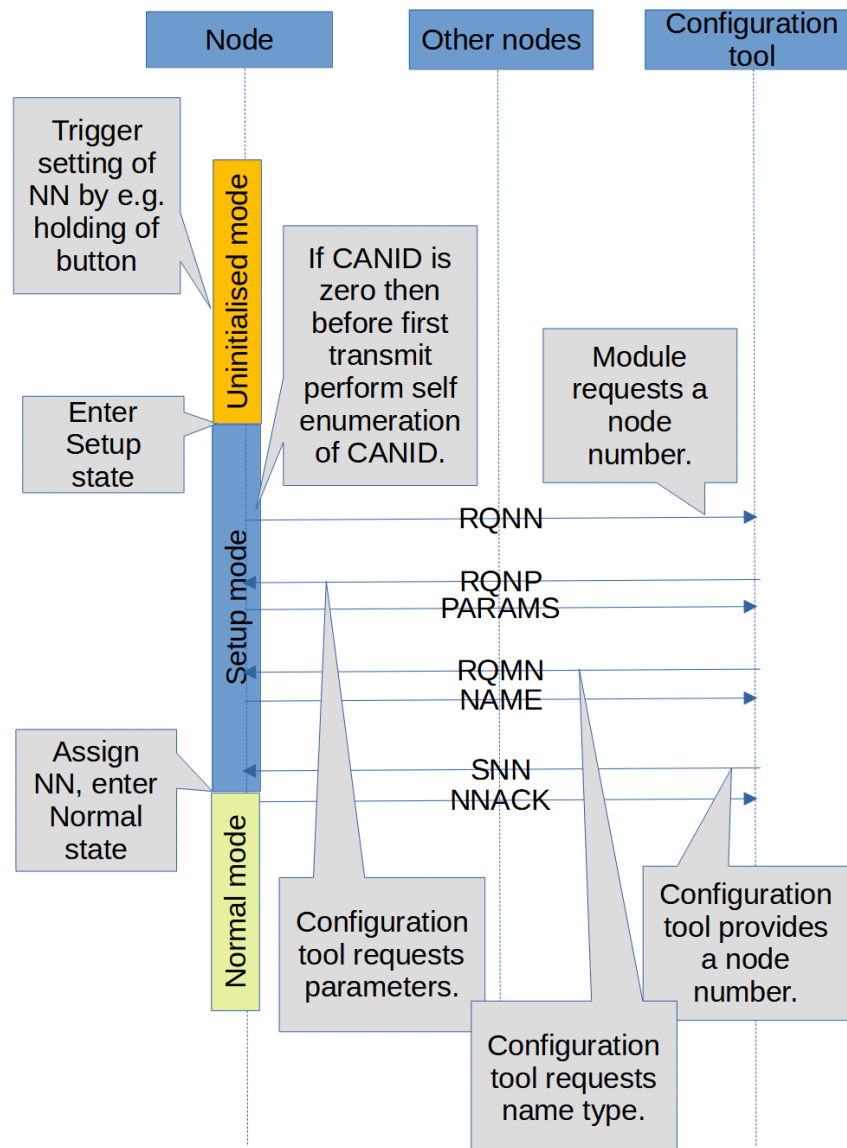 Node
Other nodes
Configuration
tool
Trigger
setting of
NN by e.g.
holding of
button
Uninitialised mode
If CANID is
zero then
before first
transmit
perform self
enumeration
of CANID.
Module
requests a
node
number.
Enter
Setup
state
Setup mode
RQNN
RQNP
PARAMS
RQMN
NAME
SNN
NNACK
Assign
NN, enter
Normal
state
Normal mode
Configuration
tool requests
parameters.
Configuration
tool provides
a node
number.
Configuration
tool requests
name type.